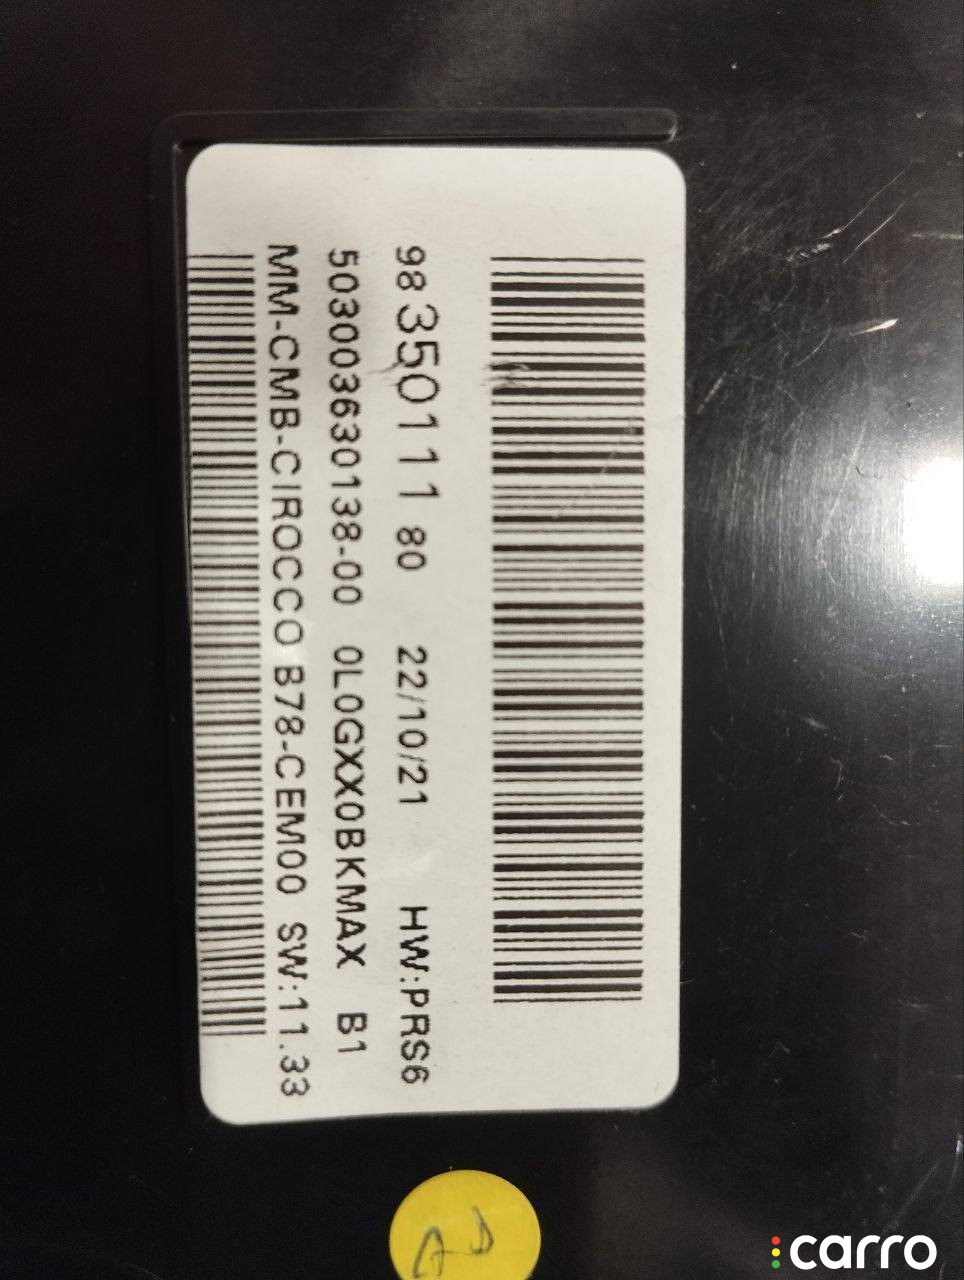 98 350111 80 22/10/21 HW:PRS6
503003630138-00 0L0GXX0BKMAX B1
MM-CMB-CIROCCO B78-CEM00 SW:11.33
carro